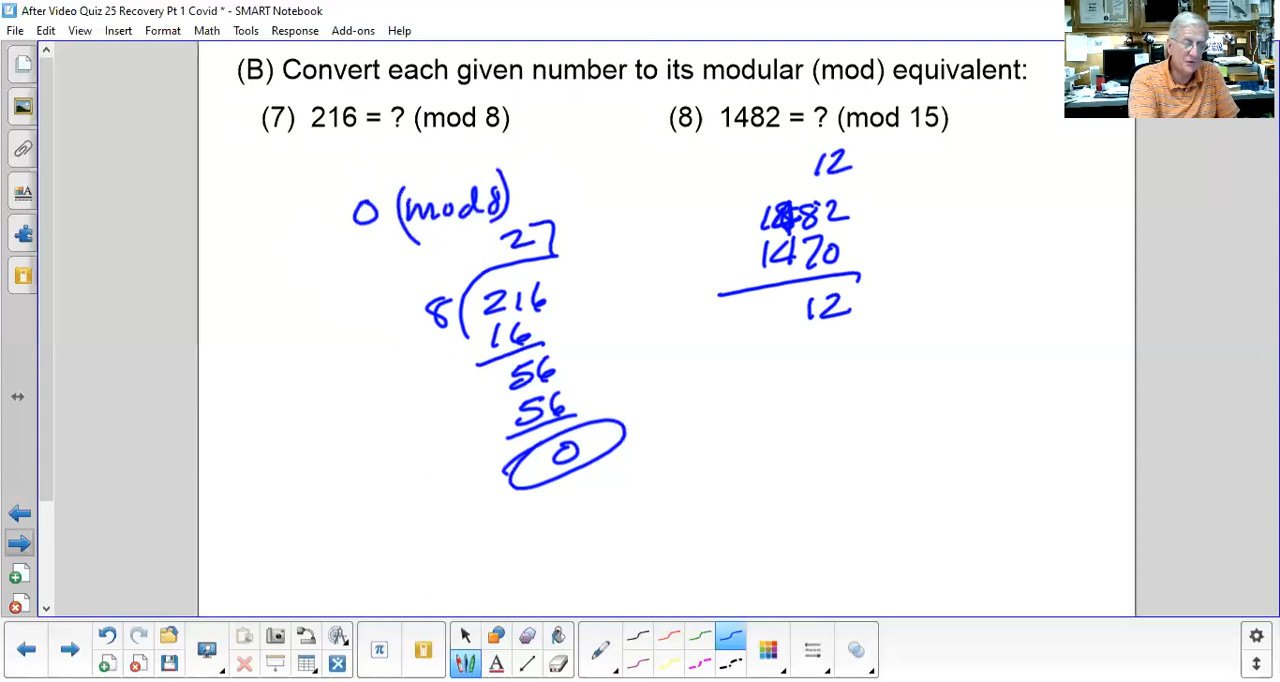 After Video Quiz 25 Recovery Pt 1 Covid * - SMART Notebook
File Edit View Insert Format Math Tools Response Add-ons Help
(B) Convert each given number to its modular (mod) equivalent:
(7) 216 = ? (mod 8)
0 (mod 8)
27
8 216
16
56
56
0
(8) 1482 = ? (mod 15)
12
1482
1470
12
π
A